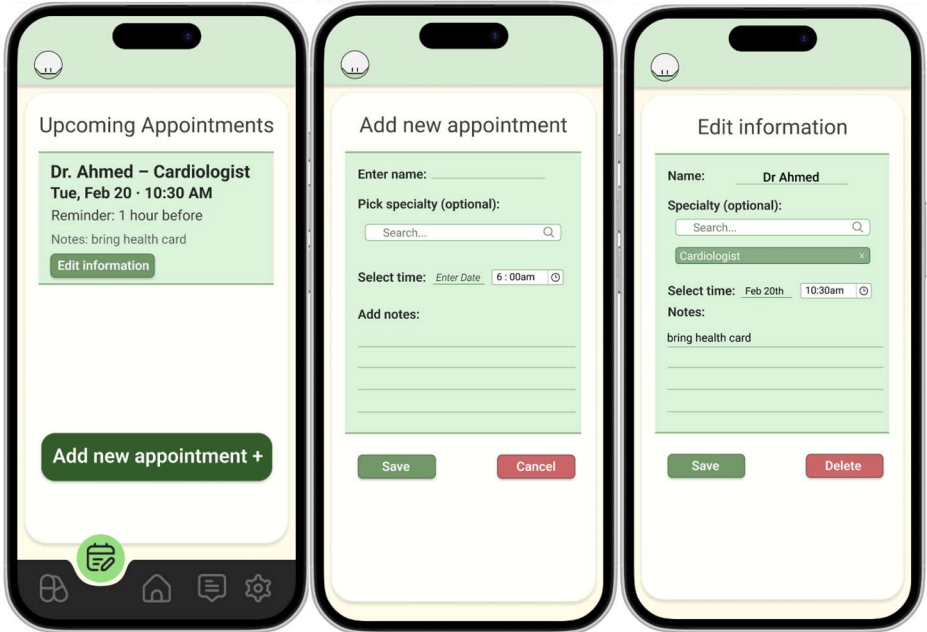 Upcoming Appointments
Dr. Ahmed – Cardiologist
Tue, Feb 20 · 10:30 AM
Reminder: 1 hour before
Notes: bring health card
Edit information
Add new appointment +
Add new appointment
Enter name:
Pick specialty (optional):
Search...
Select time: Enter Date 6 : 00am
Add notes:
Save Cancel
Edit information
Name: Dr Ahmed
Specialty (optional):
Search...
Cardiologist x
Select time: Feb 20th 10:30am
Notes:
bring health card
Save Delete